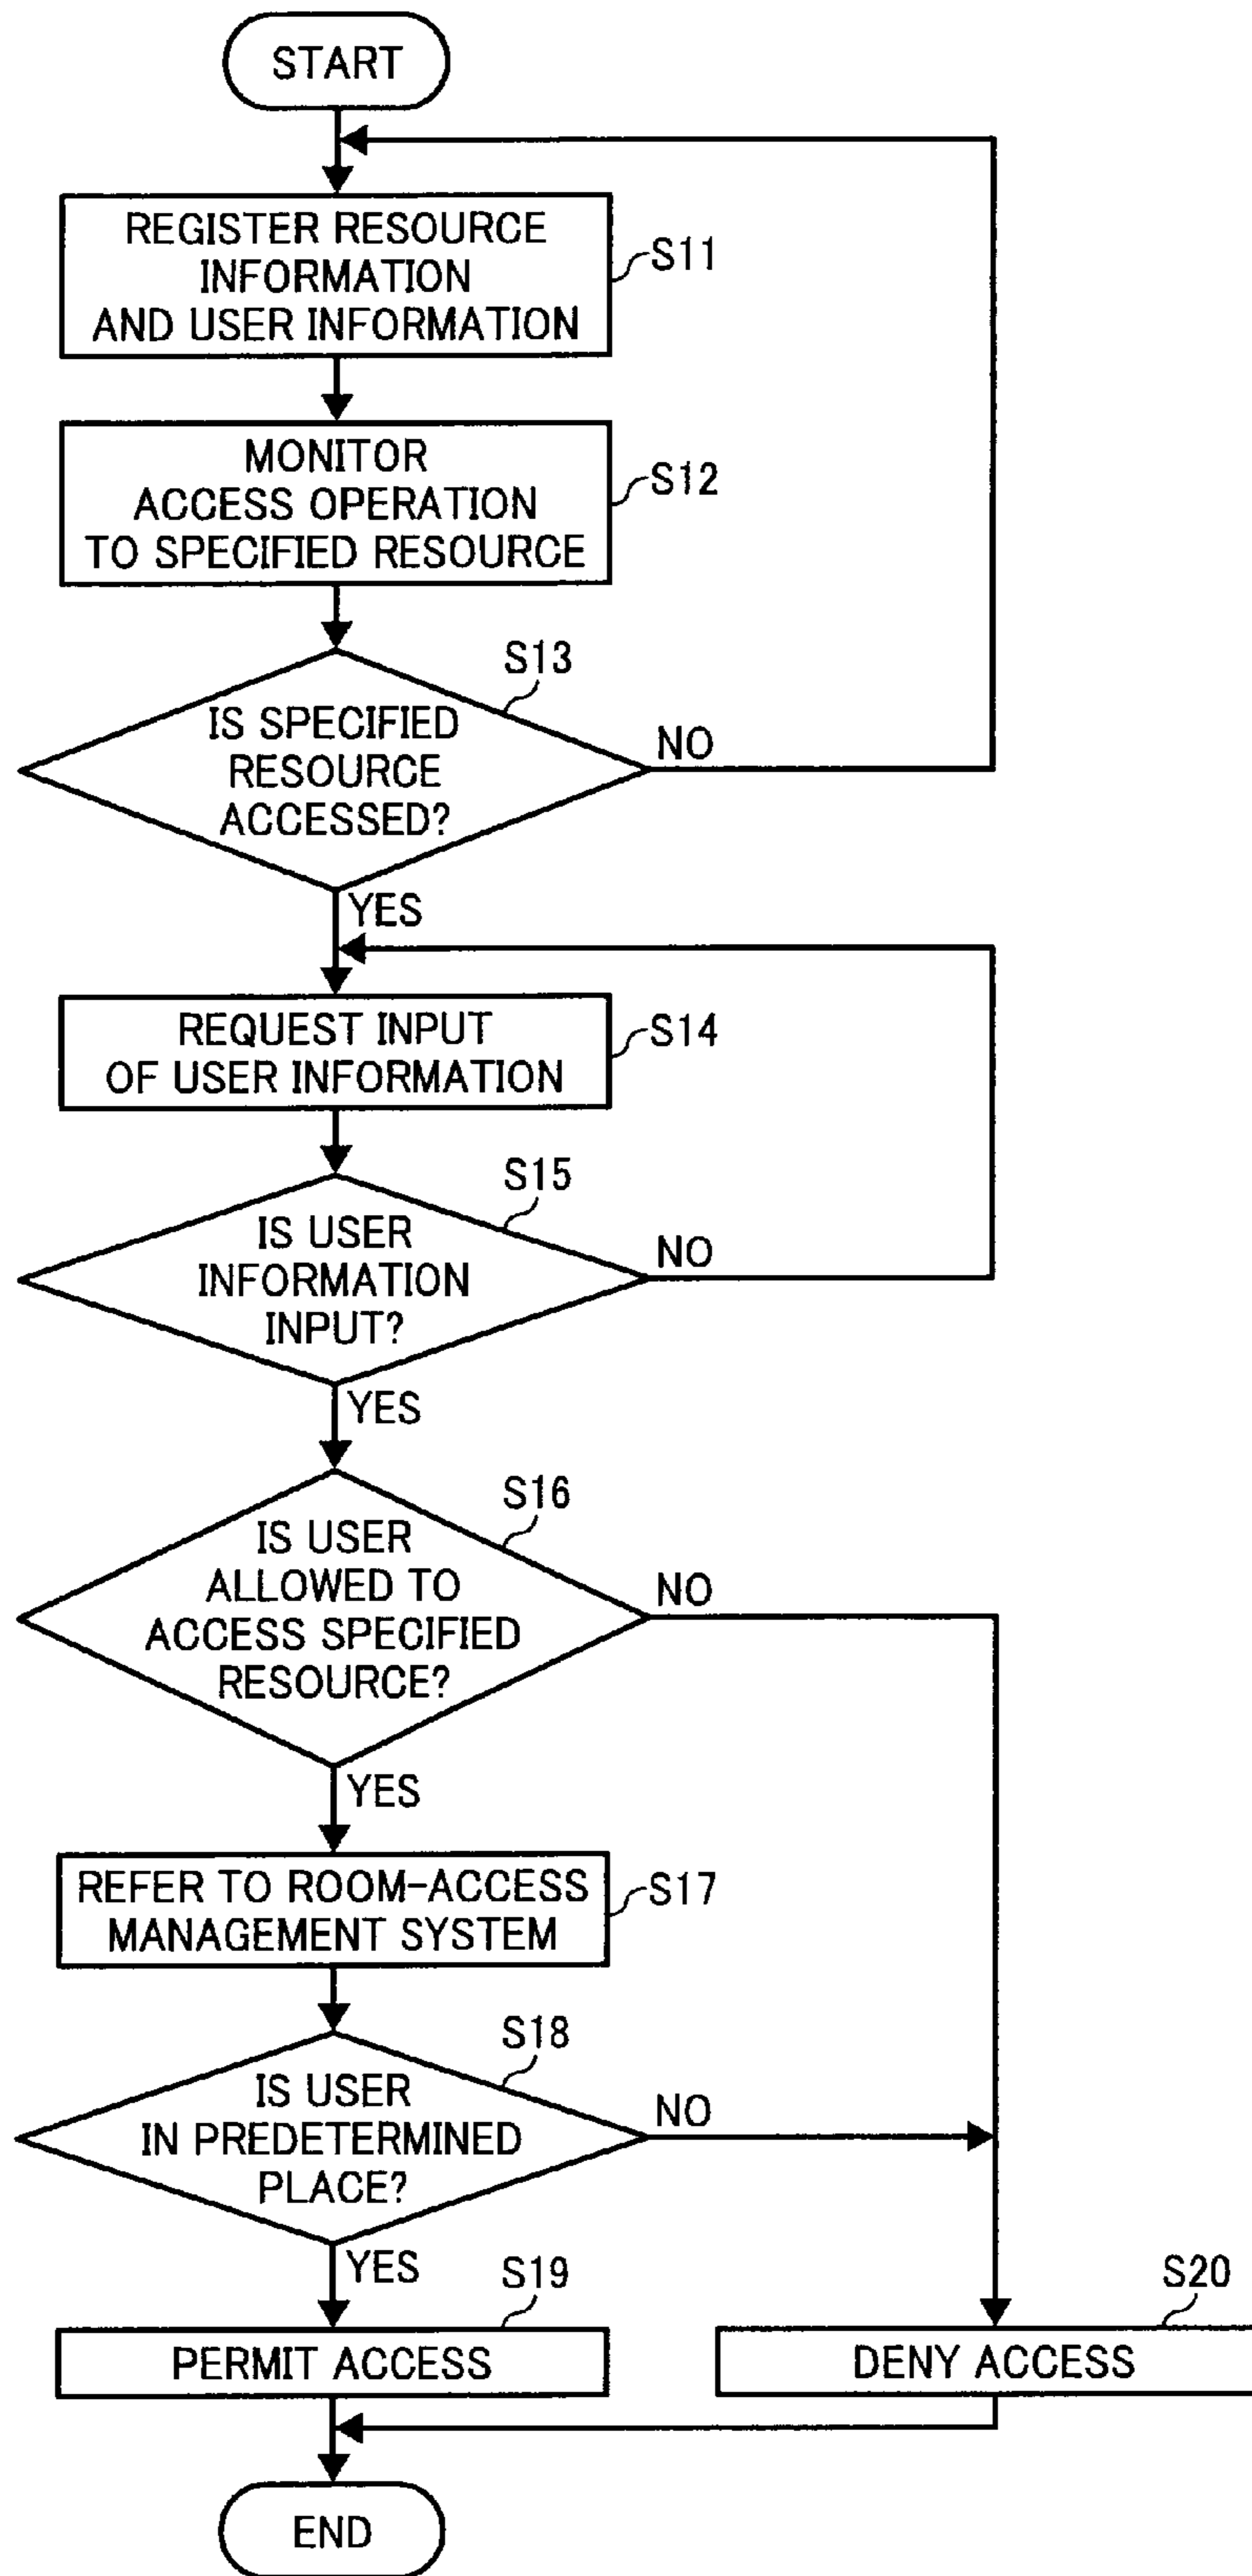 START
REGISTER RESOURCE
INFORMATION
AND USER INFORMATION
S11
MONITOR
ACCESS OPERATION
TO SPECIFIED RESOURCE
S12
S13
IS SPECIFIED
RESOURCE
ACCESSED?
NO
YES
REQUEST INPUT
OF USER INFORMATION
S14
S15
IS USER
INFORMATION
INPUT?
NO
YES
S16
IS USER
ALLOWED TO
ACCESS SPECIFIED
RESOURCE?
NO
YES
REFER TO ROOM-ACCESS
MANAGEMENT SYSTEM
S17
S18
IS USER
IN PREDETERMINED
PLACE?
NO
YES
S19
PERMIT ACCESS
S20
DENY ACCESS
END